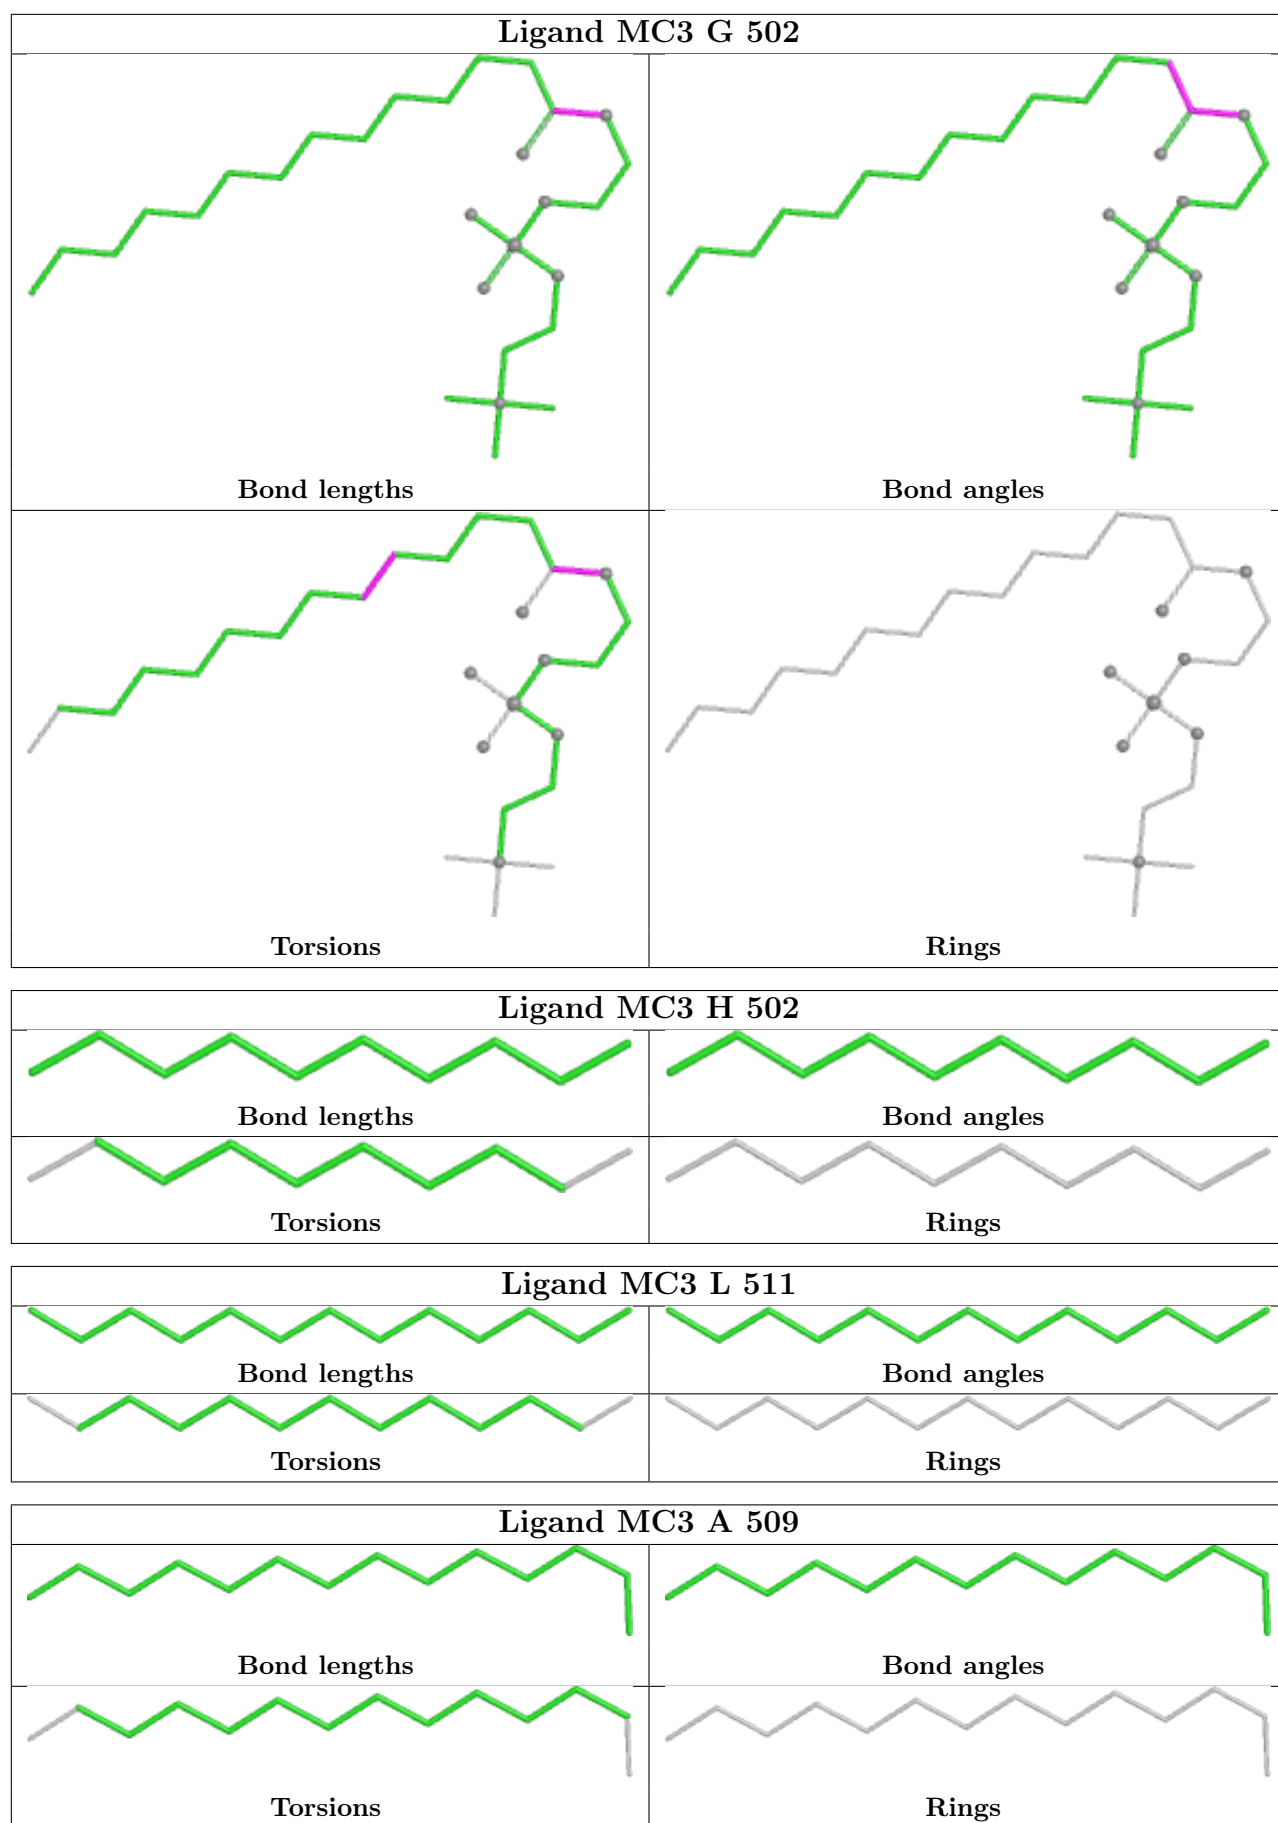 Ligand MC3 G 502
Bond lengths
Bond angles
Torsions
Rings
Ligand MC3 H 502
Bond lengths
Bond angles
Torsions
Rings
Ligand MC3 L 511
Bond lengths
Bond angles
Torsions
Rings
Ligand MC3 A 509
Bond lengths
Bond angles
Torsions
Rings